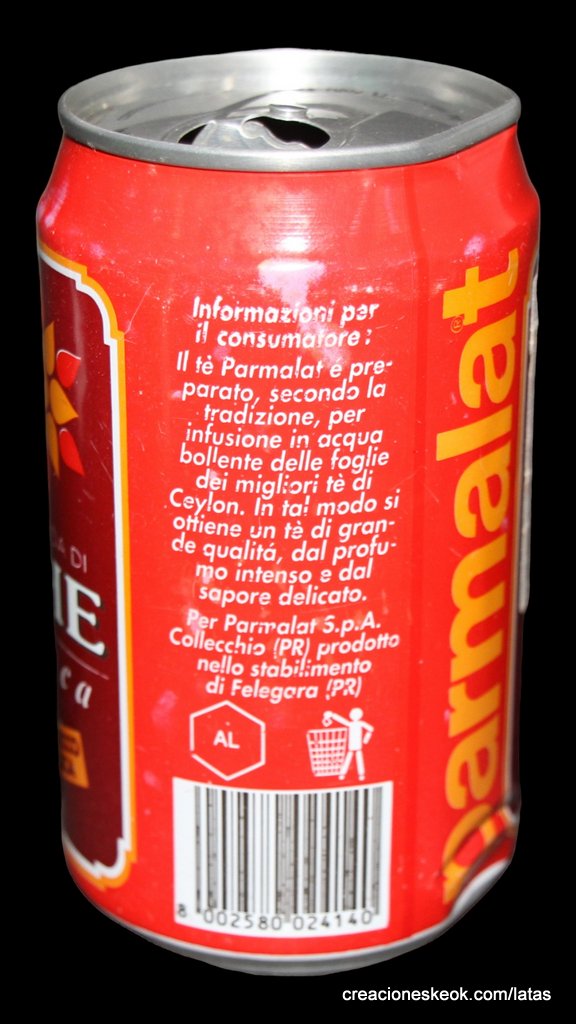 Informazioni per
il consumatore:
Il tè Parmalat e pre-
parato, secondo la
tradizione, per
infusione in acqua
bollente delle foglie
dei migliori tè di
Ceylon. In tal modo si
ottiene un tè di gran-
de qualitá, dal profu-
mo intenso e dal
sapore delicato.
Per Parmalat S.p.A.
Collecchio (PR) prodotto
nello stabilimento
di Felegara (PR)
AL
8 002580 024140
parmalat®
DI
ca
creacioneskeok.com/latas